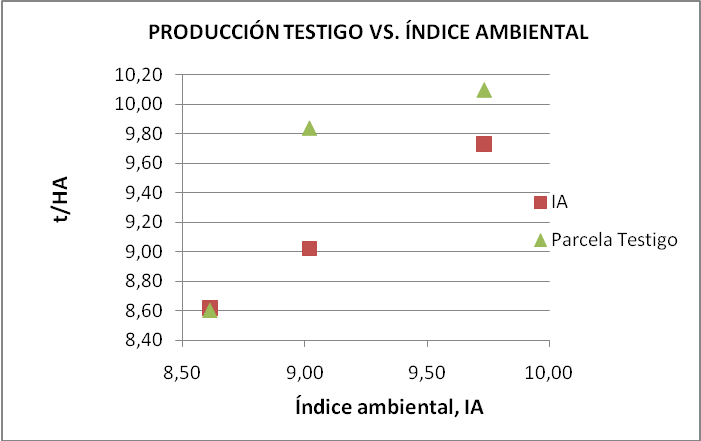 PRODUCCIÓN TESTIGO VS. ÍNDICE AMBIENTAL
10,20
10,00
9,80
9,60
9,40
9,20
9,00
8,80
8,60
8,40
t/HA
8,50
9,00
9,50
10,00
Índice ambiental, IA
IA
Parcela Testigo